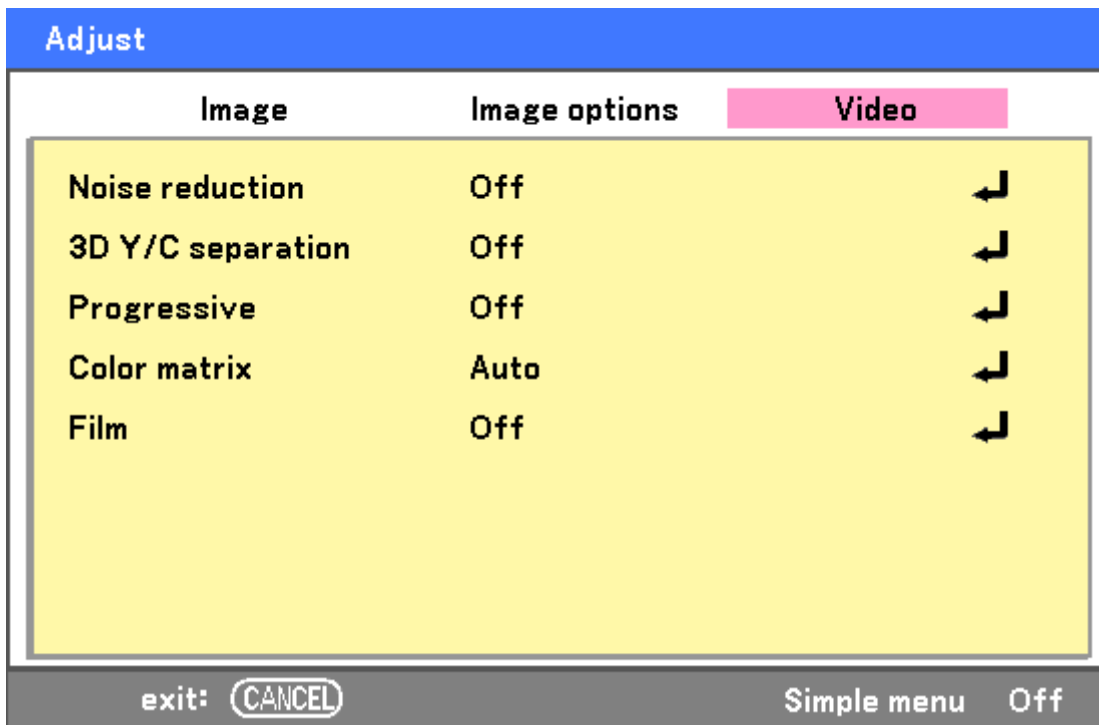 Adjust
Image Image options Video
Noise reduction Off
3D Y/C separation Off
Progressive Off
Color matrix Auto
Film Off
exit: CANCEL Simple menu Off